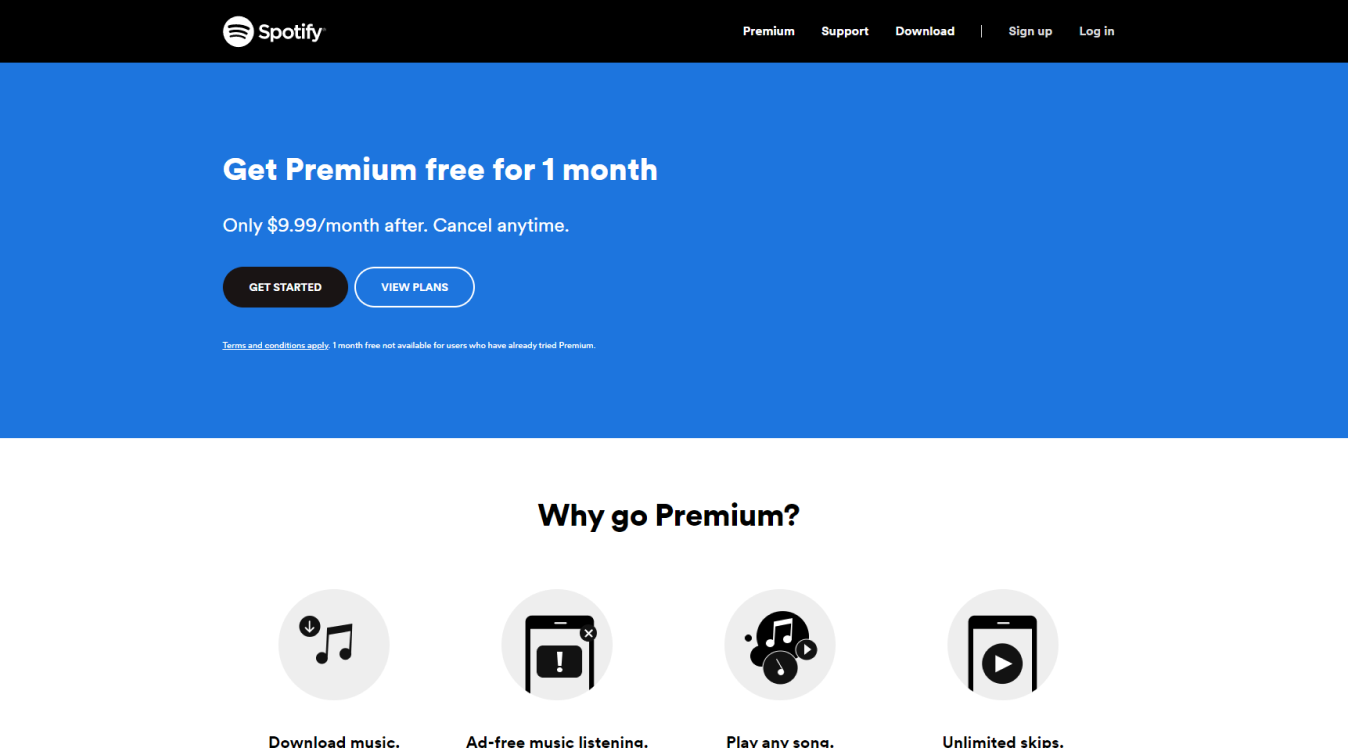 Spotify®
Premium Support Download | Sign up Log in
Get Premium free for 1 month
Only $9.99/month after. Cancel anytime.
GET STARTED VIEW PLANS
Terms and conditions apply. 1 month free not available for users who have already tried Premium.
Why go Premium?
!
Download music. Ad-free music listening. Play any song. Unlimited skips.